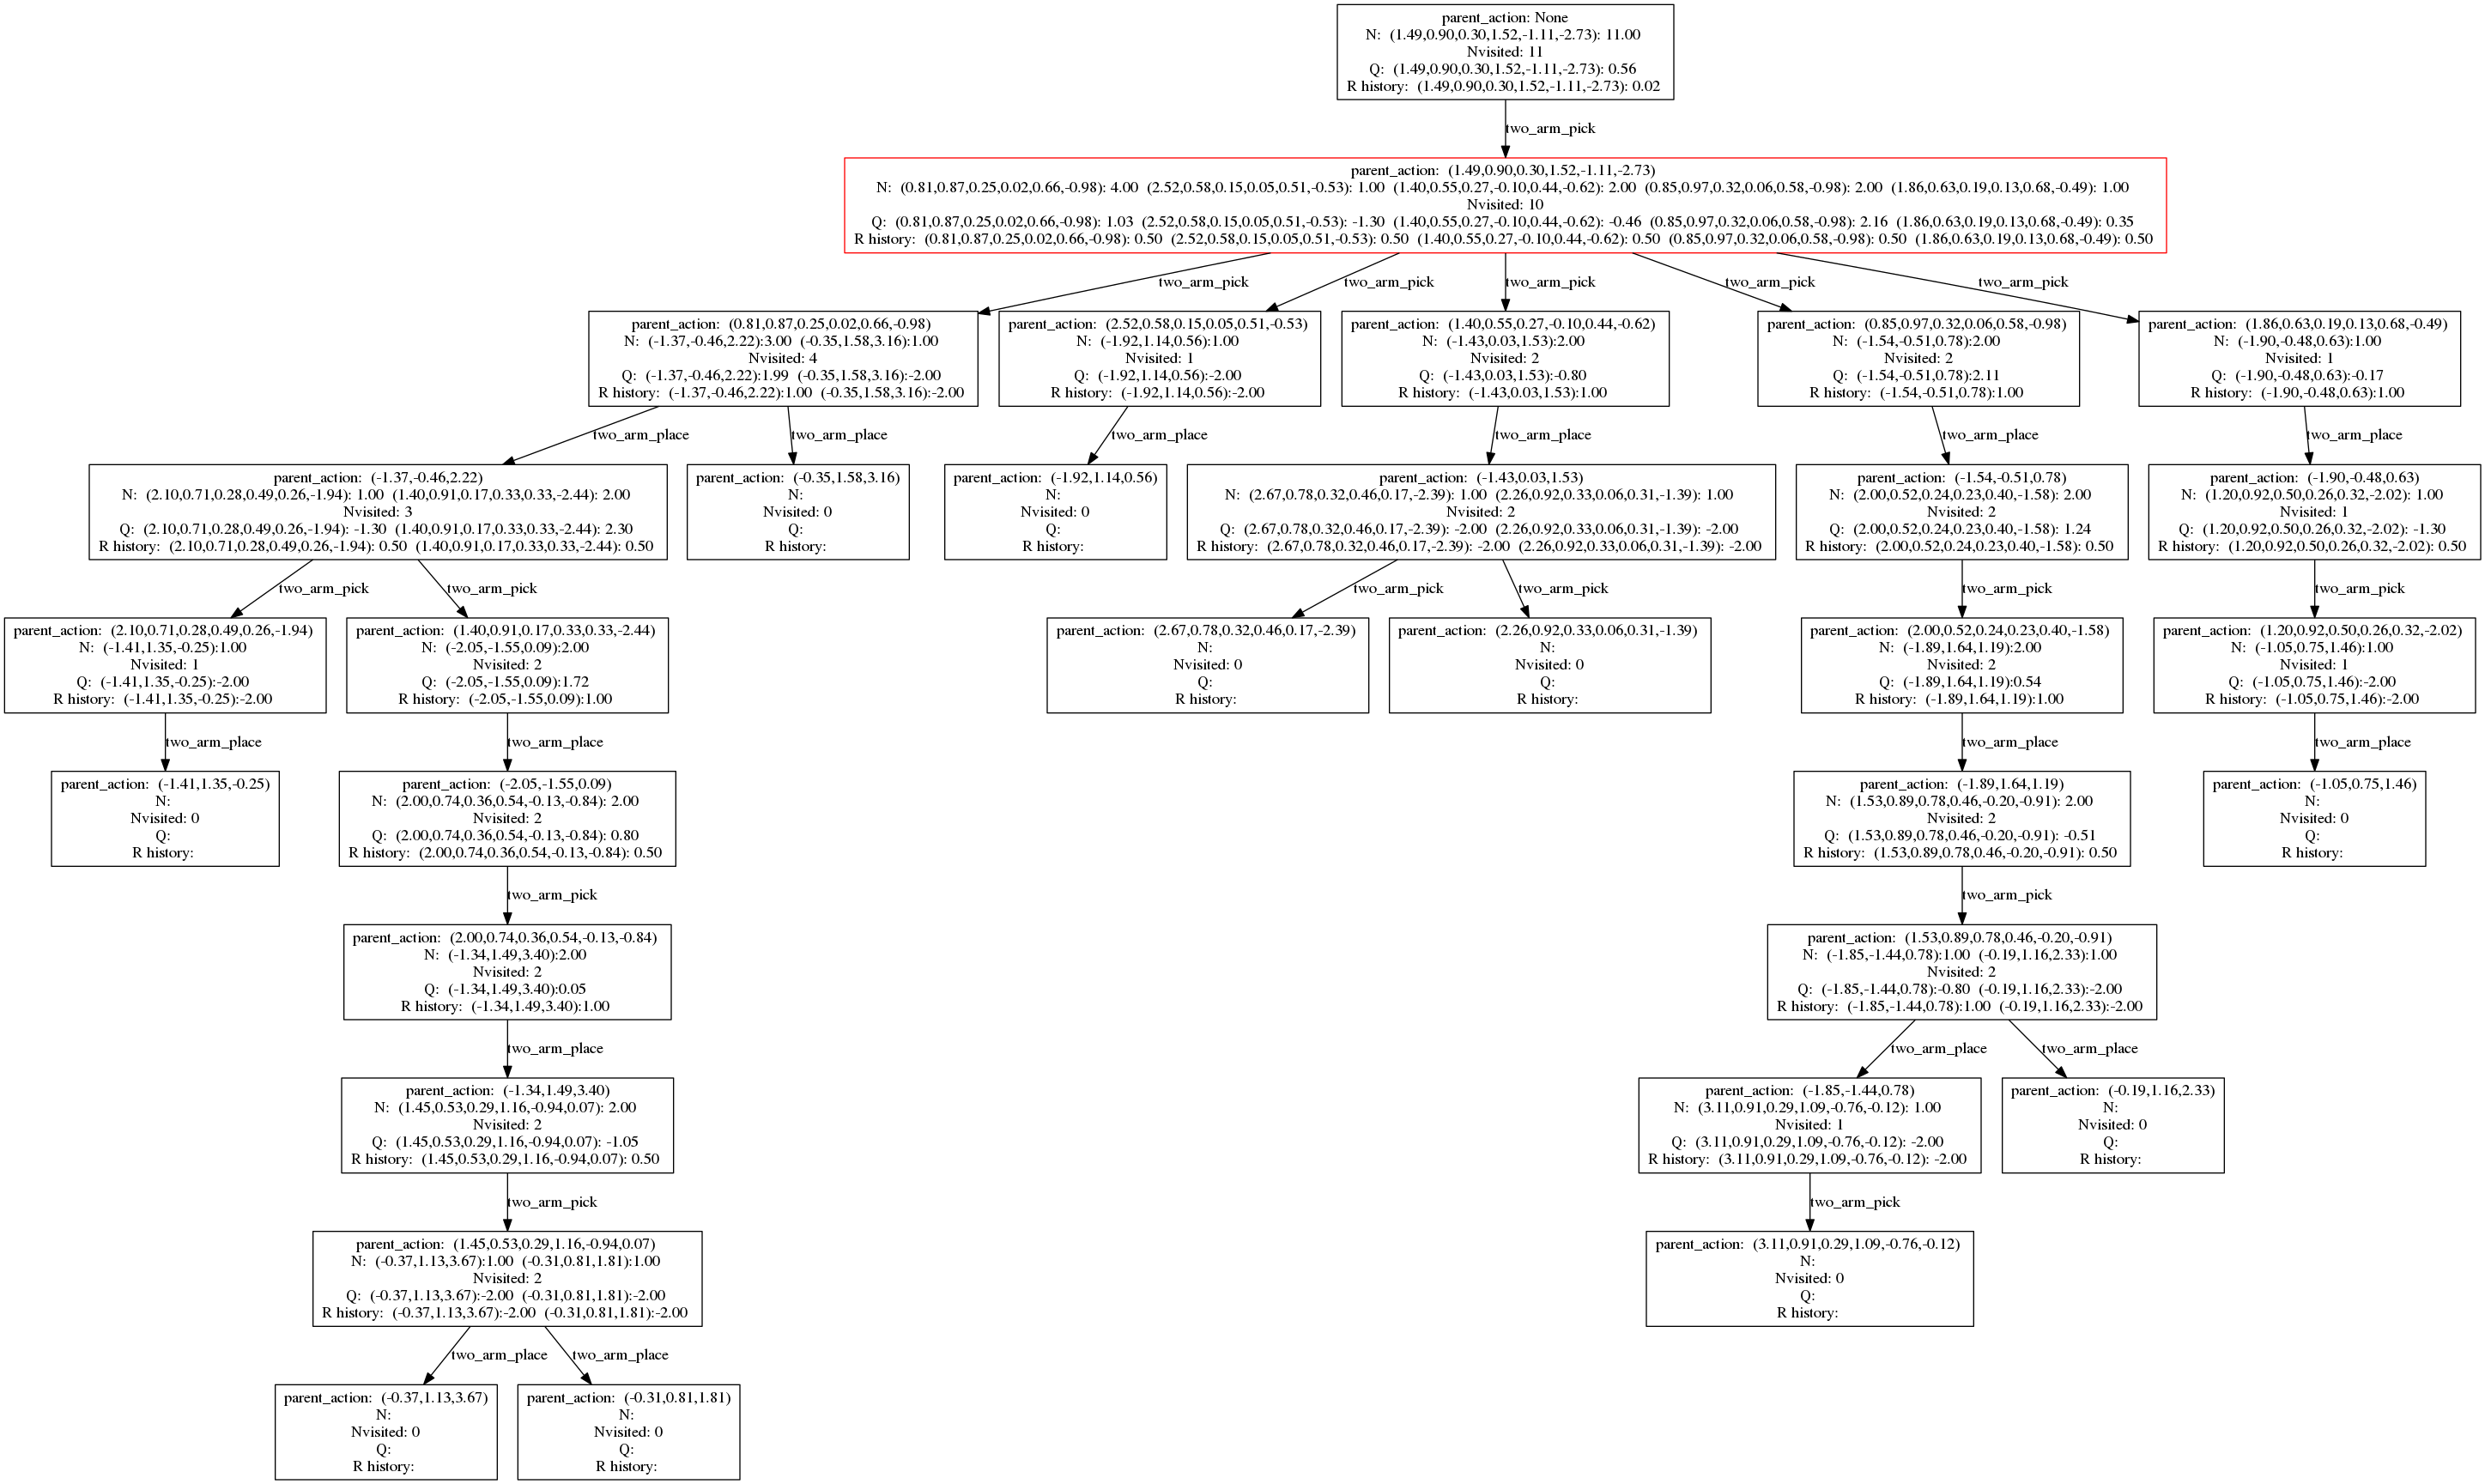 parent_action: None
N: (1.49,0.90,0.30,1.52,-1.11,-2.73): 11.00
Nvisited: 11
Q: (1.49,0.90,0.30,1.52,-1.11,-2.73): 0.56
R history: (1.49,0.90,0.30,1.52,-1.11,-2.73): 0.02
two_arm_pick
parent_action: (1.49,0.90,0.30,1.52,-1.11,-2.73)
N: (0.81,0.87,0.25,0.02,0.66,-0.98): 4.00 (2.52,0.58,0.15,0.05,0.51,-0.53): 1.00 (1.40,0.55,0.27,-0.10,0.44,-0.62): 2.00 (0.85,0.97,0.32,0.06,0.58,-0.98): 2.00 (1.86,0.63,0.19,0.13,0.68,-0.49): 1.00
Nvisited: 10
Q: (0.81,0.87,0.25,0.02,0.66,-0.98): 1.03 (2.52,0.58,0.15,0.05,0.51,-0.53): -1.30 (1.40,0.55,0.27,-0.10,0.44,-0.62): -0.46 (0.85,0.97,0.32,0.06,0.58,-0.98): 2.16 (1.86,0.63,0.19,0.13,0.68,-0.49): 0.35
R history: (0.81,0.87,0.25,0.02,0.66,-0.98): 0.50 (2.52,0.58,0.15,0.05,0.51,-0.53): 0.50 (1.40,0.55,0.27,-0.10,0.44,-0.62): 0.50 (0.85,0.97,0.32,0.06,0.58,-0.98): 0.50 (1.86,0.63,0.19,0.13,0.68,-0.49): 0.50
two_arm_pick
two_arm_pick
two_arm_pick
two_arm_pick
two_arm_pick
parent_action: (0.81,0.87,0.25,0.02,0.66,-0.98)
N: (-1.37,-0.46,2.22):3.00 (-0.35,1.58,3.16):1.00
Nvisited: 4
Q: (-1.37,-0.46,2.22):1.99 (-0.35,1.58,3.16):-2.00
R history: (-1.37,-0.46,2.22):1.00 (-0.35,1.58,3.16):-2.00
parent_action: (2.52,0.58,0.15,0.05,0.51,-0.53)
N: (-1.92,1.14,0.56):1.00
Nvisited: 1
Q: (-1.92,1.14,0.56):-2.00
R history: (-1.92,1.14,0.56):-2.00
parent_action: (1.40,0.55,0.27,-0.10,0.44,-0.62)
N: (-1.43,0.03,1.53):2.00
Nvisited: 2
Q: (-1.43,0.03,1.53):-0.80
R history: (-1.43,0.03,1.53):1.00
parent_action: (0.85,0.97,0.32,0.06,0.58,-0.98)
N: (-1.54,-0.51,0.78):2.00
Nvisited: 2
Q: (-1.54,-0.51,0.78):2.11
R history: (-1.54,-0.51,0.78):1.00
parent_action: (1.86,0.63,0.19,0.13,0.68,-0.49)
N: (-1.90,-0.48,0.63):1.00
Nvisited: 1
Q: (-1.90,-0.48,0.63):-0.17
R history: (-1.90,-0.48,0.63):1.00
two_arm_place
two_arm_place
two_arm_place
two_arm_place
two_arm_place
two_arm_place
parent_action: (-1.37,-0.46,2.22)
N: (2.10,0.71,0.28,0.49,0.26,-1.94): 1.00 (1.40,0.91,0.17,0.33,0.33,-2.44): 2.00
Nvisited: 3
Q: (2.10,0.71,0.28,0.49,0.26,-1.94): -1.30 (1.40,0.91,0.17,0.33,0.33,-2.44): 2.30
R history: (2.10,0.71,0.28,0.49,0.26,-1.94): 0.50 (1.40,0.91,0.17,0.33,0.33,-2.44): 0.50
parent_action: (-0.35,1.58,3.16)
N:
Nvisited: 0
Q:
R history:
parent_action: (-1.92,1.14,0.56)
N:
Nvisited: 0
Q:
R history:
parent_action: (-1.43,0.03,1.53)
N: (2.67,0.78,0.32,0.46,0.17,-2.39): 1.00 (2.26,0.92,0.33,0.06,0.31,-1.39): 1.00
Nvisited: 2
Q: (2.67,0.78,0.32,0.46,0.17,-2.39): -2.00 (2.26,0.92,0.33,0.06,0.31,-1.39): -2.00
R history: (2.67,0.78,0.32,0.46,0.17,-2.39): -2.00 (2.26,0.92,0.33,0.06,0.31,-1.39): -2.00
parent_action: (-1.54,-0.51,0.78)
N: (2.00,0.52,0.24,0.23,0.40,-1.58): 2.00
Nvisited: 2
Q: (2.00,0.52,0.24,0.23,0.40,-1.58): 1.24
R history: (2.00,0.52,0.24,0.23,0.40,-1.58): 0.50
parent_action: (-1.90,-0.48,0.63)
N: (1.20,0.92,0.50,0.26,0.32,-2.02): 1.00
Nvisited: 1
Q: (1.20,0.92,0.50,0.26,0.32,-2.02): -1.30
R history: (1.20,0.92,0.50,0.26,0.32,-2.02): 0.50
two_arm_pick
two_arm_pick
two_arm_pick
two_arm_pick
two_arm_pick
two_arm_pick
parent_action: (2.10,0.71,0.28,0.49,0.26,-1.94)
N: (-1.41,1.35,-0.25):1.00
Nvisited: 1
Q: (-1.41,1.35,-0.25):-2.00
R history: (-1.41,1.35,-0.25):-2.00
parent_action: (1.40,0.91,0.17,0.33,0.33,-2.44)
N: (-2.05,-1.55,0.09):2.00
Nvisited: 2
Q: (-2.05,-1.55,0.09):1.72
R history: (-2.05,-1.55,0.09):1.00
parent_action: (2.67,0.78,0.32,0.46,0.17,-2.39)
N:
Nvisited: 0
Q:
R history:
parent_action: (2.26,0.92,0.33,0.06,0.31,-1.39)
N:
Nvisited: 0
Q:
R history:
parent_action: (2.00,0.52,0.24,0.23,0.40,-1.58)
N: (-1.89,1.64,1.19):2.00
Nvisited: 2
Q: (-1.89,1.64,1.19):0.54
R history: (-1.89,1.64,1.19):1.00
parent_action: (1.20,0.92,0.50,0.26,0.32,-2.02)
N: (-1.05,0.75,1.46):1.00
Nvisited: 1
Q: (-1.05,0.75,1.46):-2.00
R history: (-1.05,0.75,1.46):-2.00
two_arm_place
two_arm_place
two_arm_place
two_arm_place
parent_action: (-1.41,1.35,-0.25)
N:
Nvisited: 0
Q:
R history:
parent_action: (-2.05,-1.55,0.09)
N: (2.00,0.74,0.36,0.54,-0.13,-0.84): 2.00
Nvisited: 2
Q: (2.00,0.74,0.36,0.54,-0.13,-0.84): 0.80
R history: (2.00,0.74,0.36,0.54,-0.13,-0.84): 0.50
parent_action: (-1.89,1.64,1.19)
N: (1.53,0.89,0.78,0.46,-0.20,-0.91): 2.00
Nvisited: 2
Q: (1.53,0.89,0.78,0.46,-0.20,-0.91): -0.51
R history: (1.53,0.89,0.78,0.46,-0.20,-0.91): 0.50
parent_action: (-1.05,0.75,1.46)
N:
Nvisited: 0
Q:
R history:
two_arm_pick
two_arm_pick
parent_action: (2.00,0.74,0.36,0.54,-0.13,-0.84)
N: (-1.34,1.49,3.40):2.00
Nvisited: 2
Q: (-1.34,1.49,3.40):0.05
R history: (-1.34,1.49,3.40):1.00
parent_action: (1.53,0.89,0.78,0.46,-0.20,-0.91)
N: (-1.85,-1.44,0.78):1.00 (-0.19,1.16,2.33):1.00
Nvisited: 2
Q: (-1.85,-1.44,0.78):-0.80 (-0.19,1.16,2.33):-2.00
R history: (-1.85,-1.44,0.78):1.00 (-0.19,1.16,2.33):-2.00
two_arm_place
two_arm_place
two_arm_place
parent_action: (-1.34,1.49,3.40)
N: (1.45,0.53,0.29,1.16,-0.94,0.07): 2.00
Nvisited: 2
Q: (1.45,0.53,0.29,1.16,-0.94,0.07): -1.05
R history: (1.45,0.53,0.29,1.16,-0.94,0.07): 0.50
parent_action: (-1.85,-1.44,0.78)
N: (3.11,0.91,0.29,1.09,-0.76,-0.12): 1.00
Nvisited: 1
Q: (3.11,0.91,0.29,1.09,-0.76,-0.12): -2.00
R history: (3.11,0.91,0.29,1.09,-0.76,-0.12): -2.00
parent_action: (-0.19,1.16,2.33)
N:
Nvisited: 0
Q:
R history:
two_arm_pick
two_arm_pick
parent_action: (1.45,0.53,0.29,1.16,-0.94,0.07)
N: (-0.37,1.13,3.67):1.00 (-0.31,0.81,1.81):1.00
Nvisited: 2
Q: (-0.37,1.13,3.67):-2.00 (-0.31,0.81,1.81):-2.00
R history: (-0.37,1.13,3.67):-2.00 (-0.31,0.81,1.81):-2.00
parent_action: (3.11,0.91,0.29,1.09,-0.76,-0.12)
N:
Nvisited: 0
Q:
R history:
two_arm_place
two_arm_place
parent_action: (-0.37,1.13,3.67)
N:
Nvisited: 0
Q:
R history:
parent_action: (-0.31,0.81,1.81)
N:
Nvisited: 0
Q:
R history: